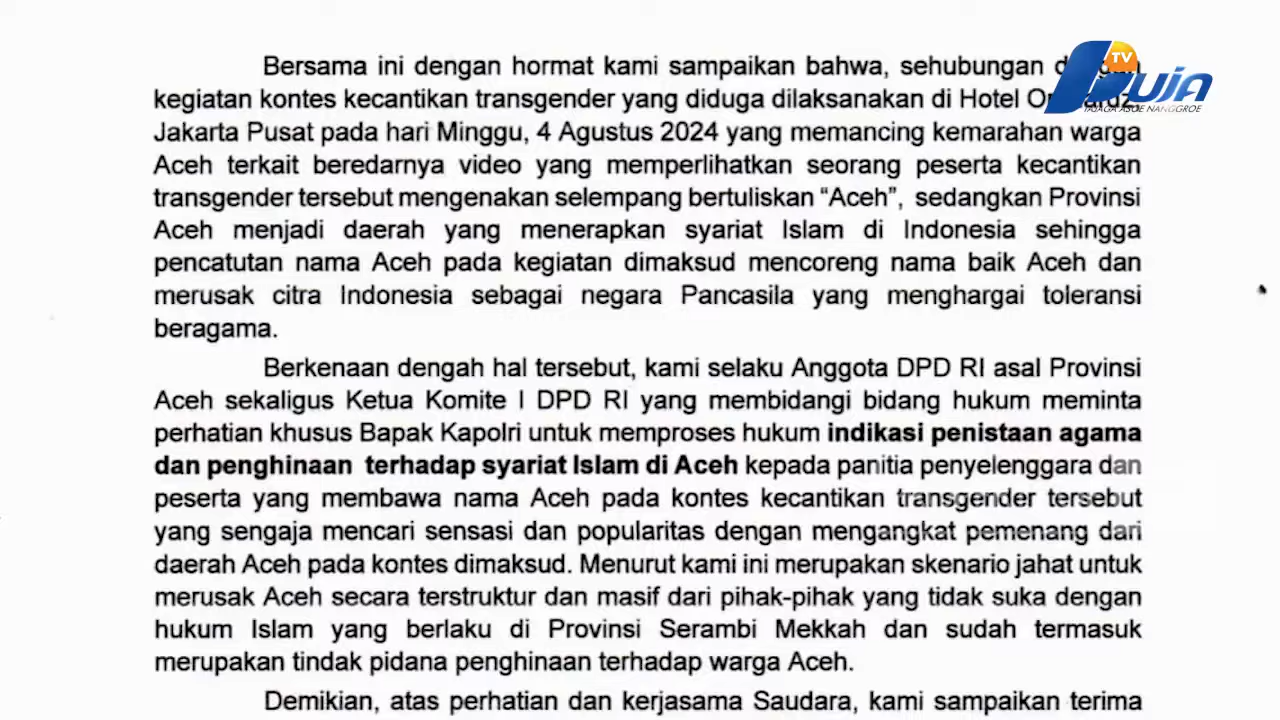 TV
Puja
TAJAGA ASOE NANGGROE
Bersama ini dengan hormat kami sampaikan bahwa, sehubungan
kegiatan kontes kecantikan transgender yang diduga dilaksanakan di Hotel
Jakarta Pusat pada hari Minggu, 4 Agustus 2024 yang memancing kemarahan warga
Aceh terkait beredarnya video yang memperlihatkan seorang peserta kecantikan
transgender tersebut mengenakan selempang bertuliskan “Aceh”, sedangkan Provinsi
Aceh menjadi daerah yang menerapkan syariat Islam di Indonesia sehingga
pencatutan nama Aceh pada kegiatan dimaksud mencoreng nama baik Aceh dan
merusak citra Indonesia sebagai negara Pancasila yang menghargai toleransi
beragama.
Berkenaan dengah hal tersebut, kami selaku Anggota DPD RI asal Provinsi
Aceh sekaligus Ketua Komite I DPD RI yang membidangi bidang hukum meminta
perhatian khusus Bapak Kapolri untuk memproses hukum indikasi penistaan agama
dan penghinaan terhadap syariat Islam di Aceh kepada panitia penyelenggara dan
peserta yang membawa nama Aceh pada kontes kecantikan transgender tersebut
yang sengaja mencari sensasi dan popularitas dengan mengangkat pemenang dari
daerah Aceh pada kontes dimaksud. Menurut kami ini merupakan skenario jahat untuk
merusak Aceh secara terstruktur dan masif dari pihak-pihak yang tidak suka dengan
hukum Islam yang berlaku di Provinsi Serambi Mekkah dan sudah termasuk
merupakan tindak pidana penghinaan terhadap warga Aceh.
Demikian, atas perhatian dan kerjasama Saudara, kami sampaikan terima